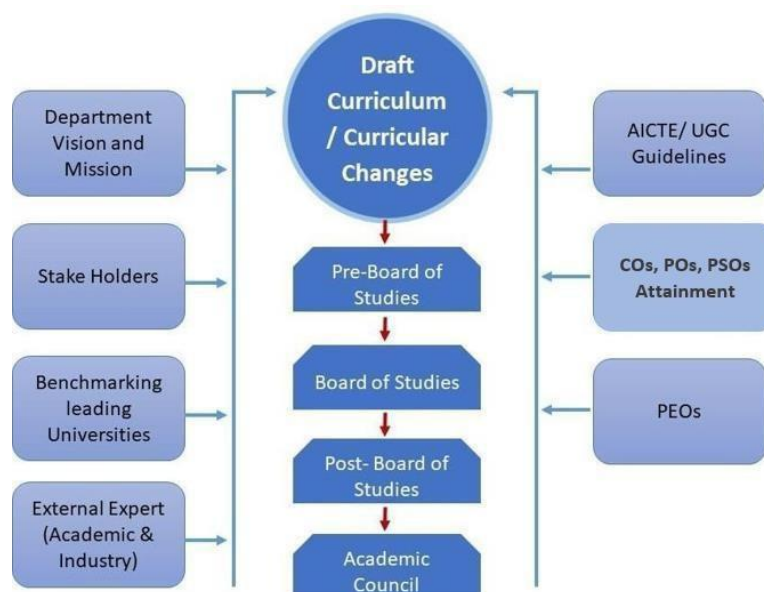 Draft
Curriculum
/ Curricular
Changes
Department
Vision and
Mission
Stake Holders
Benchmarking
leading
Universities
External Expert
(Academic &
Industry)
Pre-Board of
Studies
Board of Studies
Post- Board of
Studies
Academic
Council
AICTE/ UGC
Guidelines
COs, POs, PSOs
Attainment
PEOs